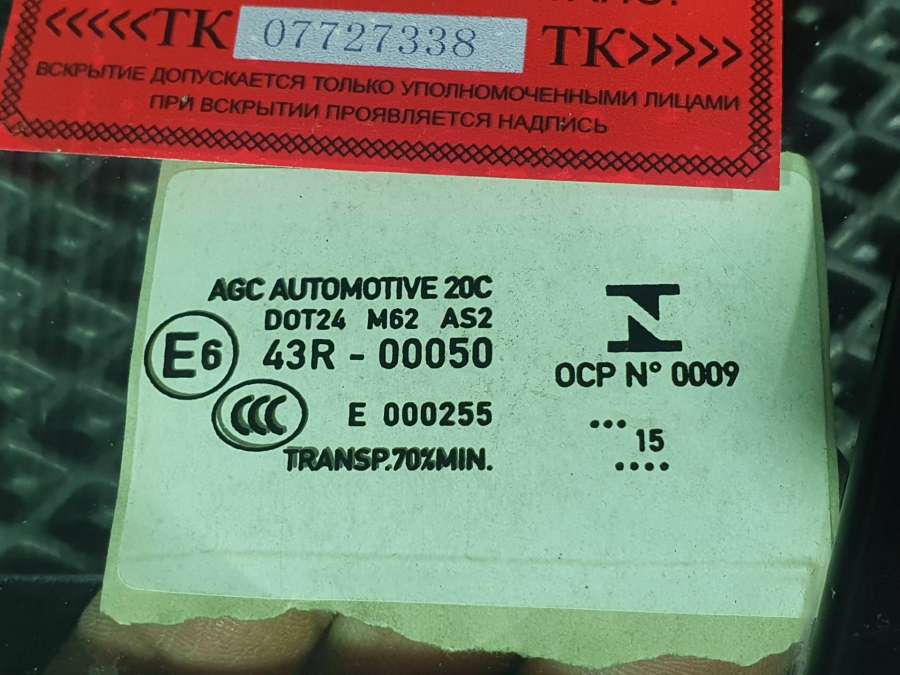 <<<<<ТК 07727338 ТК>>>>>
ВСКРЫТИЕ ДОПУСКАЕТСЯ ТОЛЬКО УПОЛНОМОЧЕННЫМИ ЛИЦАМИ
ПРИ ВСКРЫТИИ ПРОЯВЛЯЕТСЯ НАДПИСЬ
AGC AUTOMOTIVE 20C
DOT24 M62 AS2
E6 43R - 00050
CCC E 000255
TRANSP.70%MIN.
OCP N° 0009
...
15
....